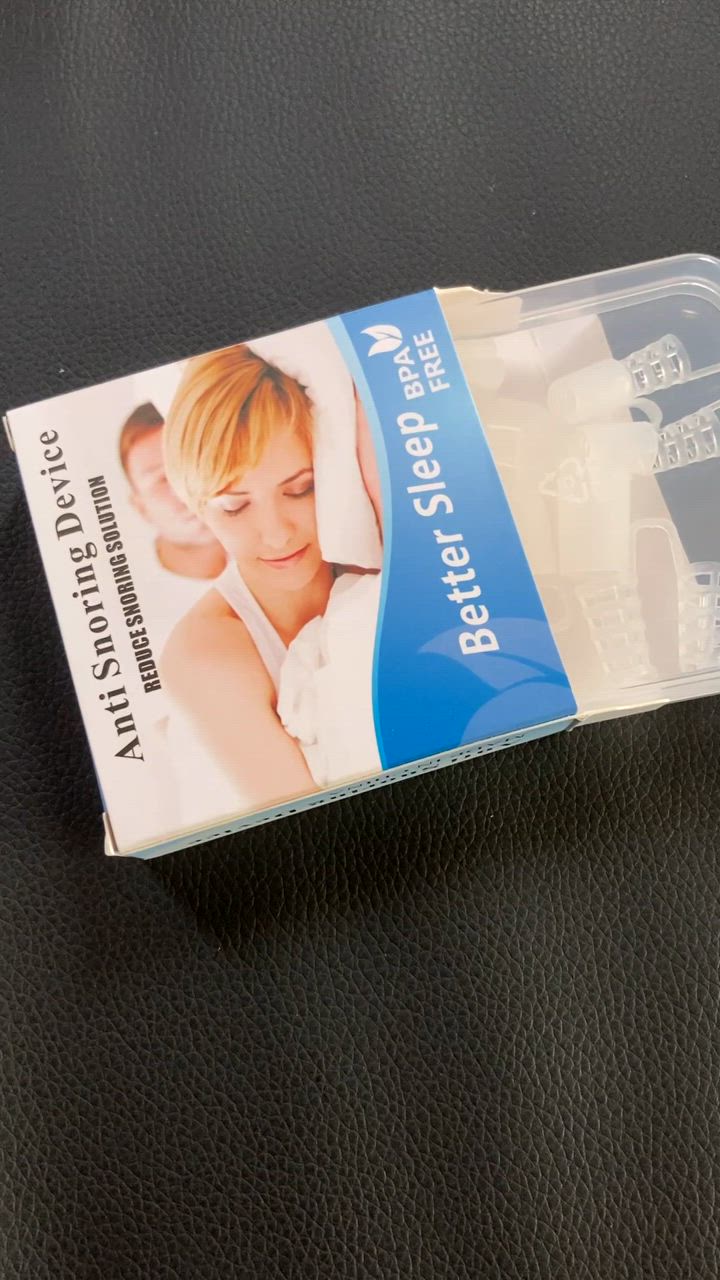 Anti Snoring Device
REDUCE SNORING SOLUTION
Better Sleep
BPA
FREE